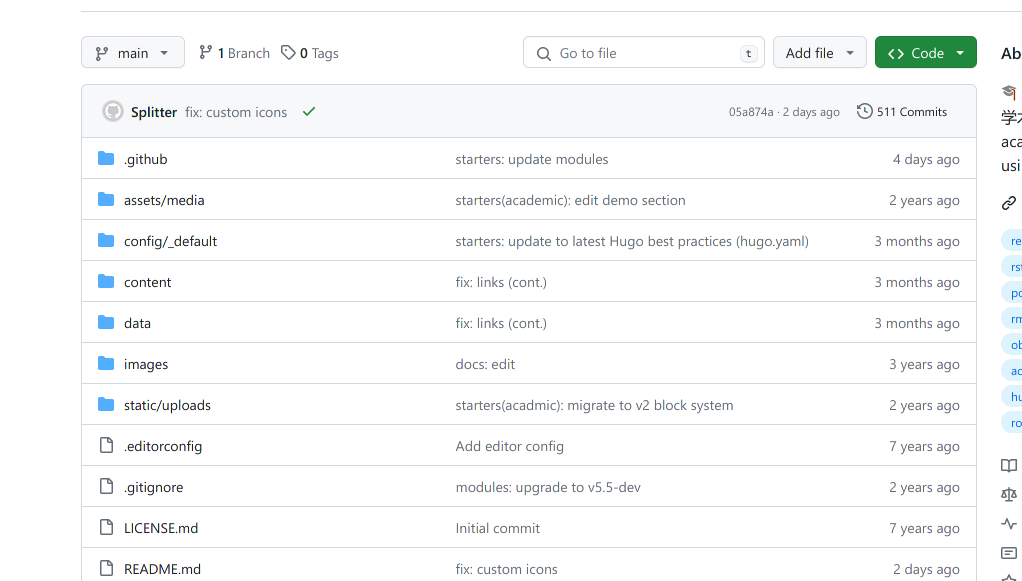 main 1 Branch 0 Tags Go to file t Add file Code
Ab
Splitter fix: custom icons 05a874a · 2 days ago 511 Commits
aca
usi
.github starters: update modules 4 days ago
assets/media starters(academic): edit demo section 2 years ago
config/_default starters: update to latest Hugo best practices (hugo.yaml) 3 months ago
re
rst
content fix: links (cont.) 3 months ago
po
data fix: links (cont.) 3 months ago
rm
ob
images docs: edit 3 years ago
ac
hu
static/uploads starters(acadmic): migrate to v2 block system 2 years ago
ro
.editorconfig Add editor config 7 years ago
.gitignore modules: upgrade to v5.5-dev 2 years ago
LICENSE.md Initial commit 7 years ago
README.md fix: custom icons 2 days ago